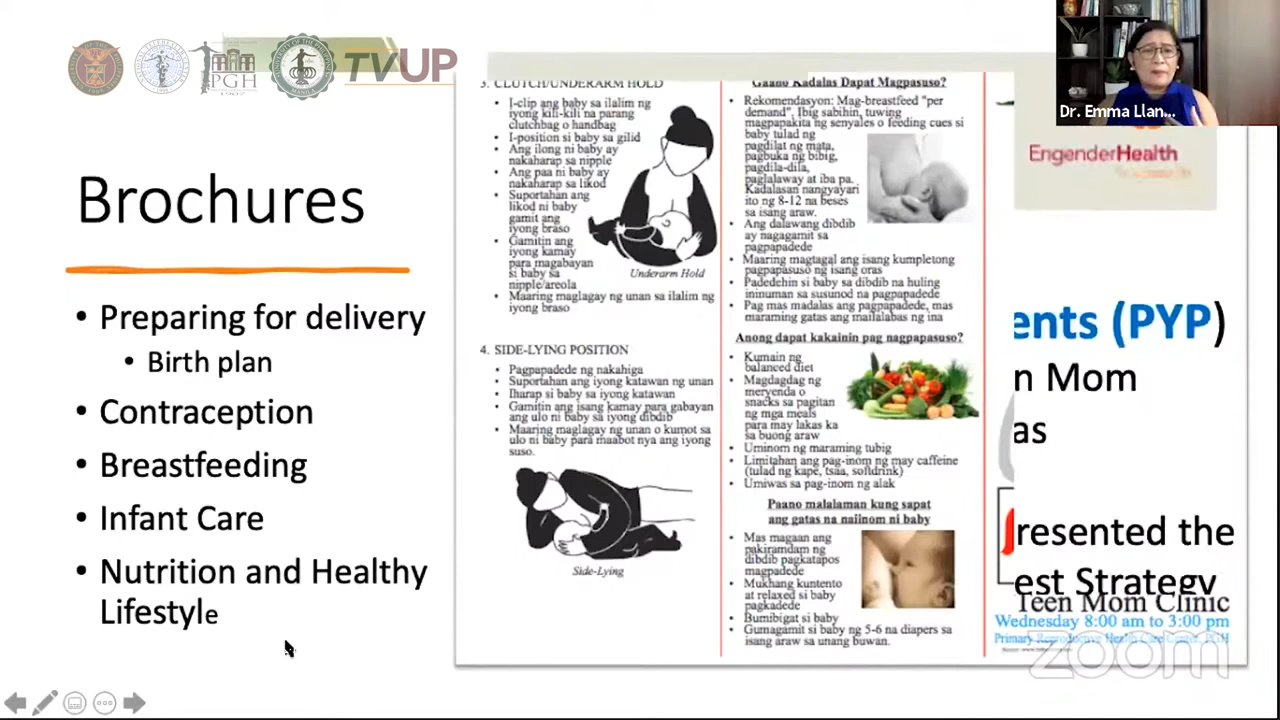 PGH
1907
TVUP
Brochures
• Preparing for delivery
• Birth plan
• Contraception
• Breastfeeding
• Infant Care
• Nutrition and Healthy
Lifestyle
3. CLUTCH/UNDERARM HOLD
• I-clip ang baby sa ilalim ng
iyong kili-kili na parang
clutchbag o handbag
• I-position si baby sa gilid
• Ang ilong ni baby ay
nakaharap sa nipple
• Ang paa ni baby ay
nakaharap sa likod
• Suportahan ang
likod ni baby
gamit ang
iyong braso
• Gamitin ang
iyong kamay
para magabayan
si baby sa
nipple/areola
• Maaring maglagay ng unan sa ilalim ng
iyong braso
Underarm Hold
4. SIDE-LYING POSITION
• Pagpapadede ng nakahiga
• Suportahan ang iyong katawan ng unan
• Iharap si baby sa iyong katawan
• Gamitin ang isang kamay para gabayan
ang ulo ni baby sa iyong dibdib
• Maaring maglagay ng unan o kumot sa
ulo ni baby para maabot nya ang iyong
suso.
Side-Lying
Gaano Kadalas Dapat Magpasuso?
• Rekomendasyon: Mag-breastfeed "per
demand". Ibig sabihin, tuwing
magpapakita ng senyales o feeding cues si
baby tulad ng
pagdilat ng mata,
pagbuka ng bibig,
pagdila-dila,
paglalaway at iba pa.
Kadalasan nangyayari
ito ng 8-12 na beses
sa isang araw.
• Ang dalawang dibdib
ay nagagamit sa
pagpapadede
• Maaring magtagal ang isang kumpletong
pagpapasuso ng isang oras
• Padedehin si baby sa dibdib na huling
ininuman sa susunod na pagpapadede
• Pag mas madalas ang pagpapadede, mas
maraming gatas ang mailalabas ng ina
Anong dapat kakainin pag nagpapasuso?
• Kumain ng
balanced diet
• Magdagdag ng
meryenda o
snacks sa pagitan
ng mga meals
para may lakas ka
sa buong araw
• Uminom ng maraming tubig
• Limitahan ang pag-inom ng may caffeine
(tulad ng kape, tsaa, softdrink)
• Umiwas sa pag-inom ng alak
Paano malalaman kung sapat
ang gatas na naiinom ni baby
• Mas magaan ang
pakiramdam ng
dibdib pagkatapos
magpadede
• Mukhang kuntento
at relaxed si baby
pagkadede
• Bumibigat si baby
• Gumagamit si baby ng 5-6 na diapers sa
isang araw sa unang buwan.
Dr. Emma Llan...
EngenderHealth
ents (PYP)
n Mom
as
resented the
est Strategy
Teen Mom Clinic
Wednesday 8:00 am to 3:00 pm
Primary Reproductive Health Care Center, PGH
zoom